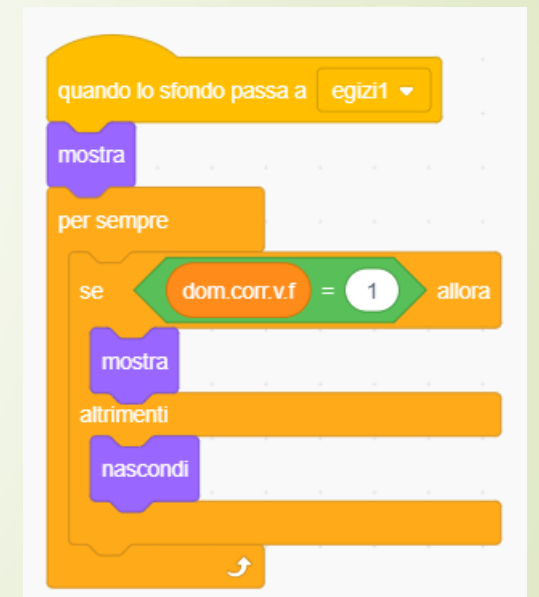 quando lo sfondo passa a egizi1
mostra
per sempre
se dom.corr.v.f = 1 allora
mostra
altrimenti
nascondi